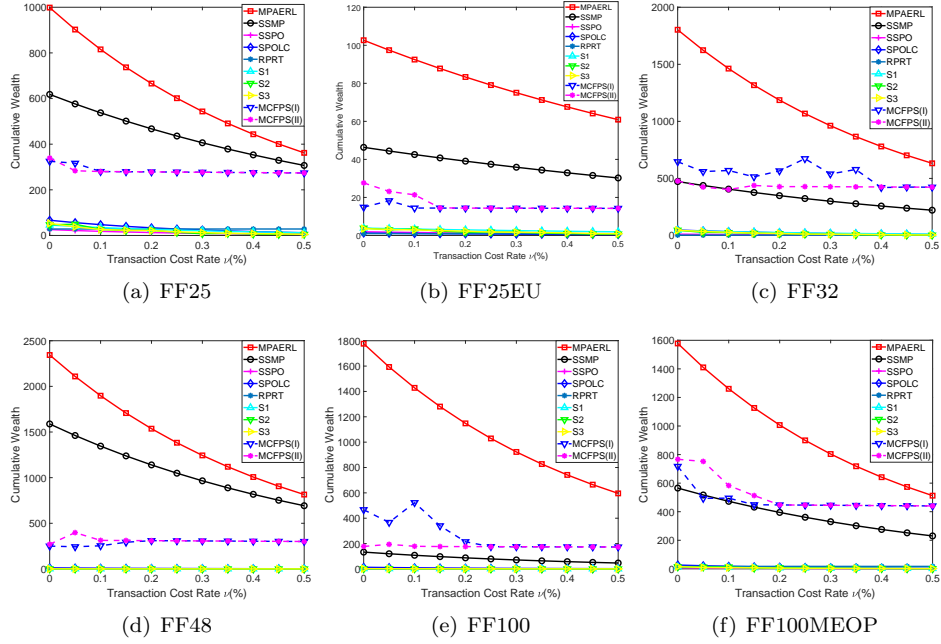 1000
800
600
400
200
0
Cumulative Wealth
0 0.1 0.2 0.3 0.4 0.5
Transaction Cost Rate ν(%)
MPAERL
SSMP
SSPO
SPOLC
RPRT
S1
S2
S3
MCFPS(I)
MCFPS(II)
(a) FF25
120
100
80
60
40
20
0
Cumulative Wealth
0 0.1 0.2 0.3 0.4 0.5
Transaction Cost Rate ν(%)
MPAERL
SSMP
SSPO
SPOLC
RPRT
S1
S2
S3
MCFPS(I)
MCFPS(II)
(b) FF25EU
2000
1500
1000
500
0
Cumulative Wealth
0 0.1 0.2 0.3 0.4 0.5
Transaction Cost Rate ν(%)
MPAERL
SSMP
SSPO
SPOLC
RPRT
S1
S2
S3
MCFPS(I)
MCFPS(II)
(c) FF32
2500
2000
1500
1000
500
0
Cumulative Wealth
0 0.1 0.2 0.3 0.4 0.5
Transaction Cost Rate ν(%)
MPAERL
SSMP
SSPO
SPOLC
RPRT
S1
S2
S3
MCFPS(I)
MCFPS(II)
(d) FF48
1800
1600
1400
1200
1000
800
600
400
200
0
Cumulative Wealth
0 0.1 0.2 0.3 0.4 0.5
Transaction Cost Rate ν(%)
MPAERL
SSMP
SSPO
SPOLC
RPRT
S1
S2
S3
MCFPS(I)
MCFPS(II)
(e) FF100
1600
1400
1200
1000
800
600
400
200
0
Cumulative Wealth
0 0.1 0.2 0.3 0.4 0.5
Transaction Cost Rate ν(%)
MPAERL
SSMP
SSPO
SPOLC
RPRT
S1
S2
S3
MCFPS(I)
MCFPS(II)
(f) FF100MEOP